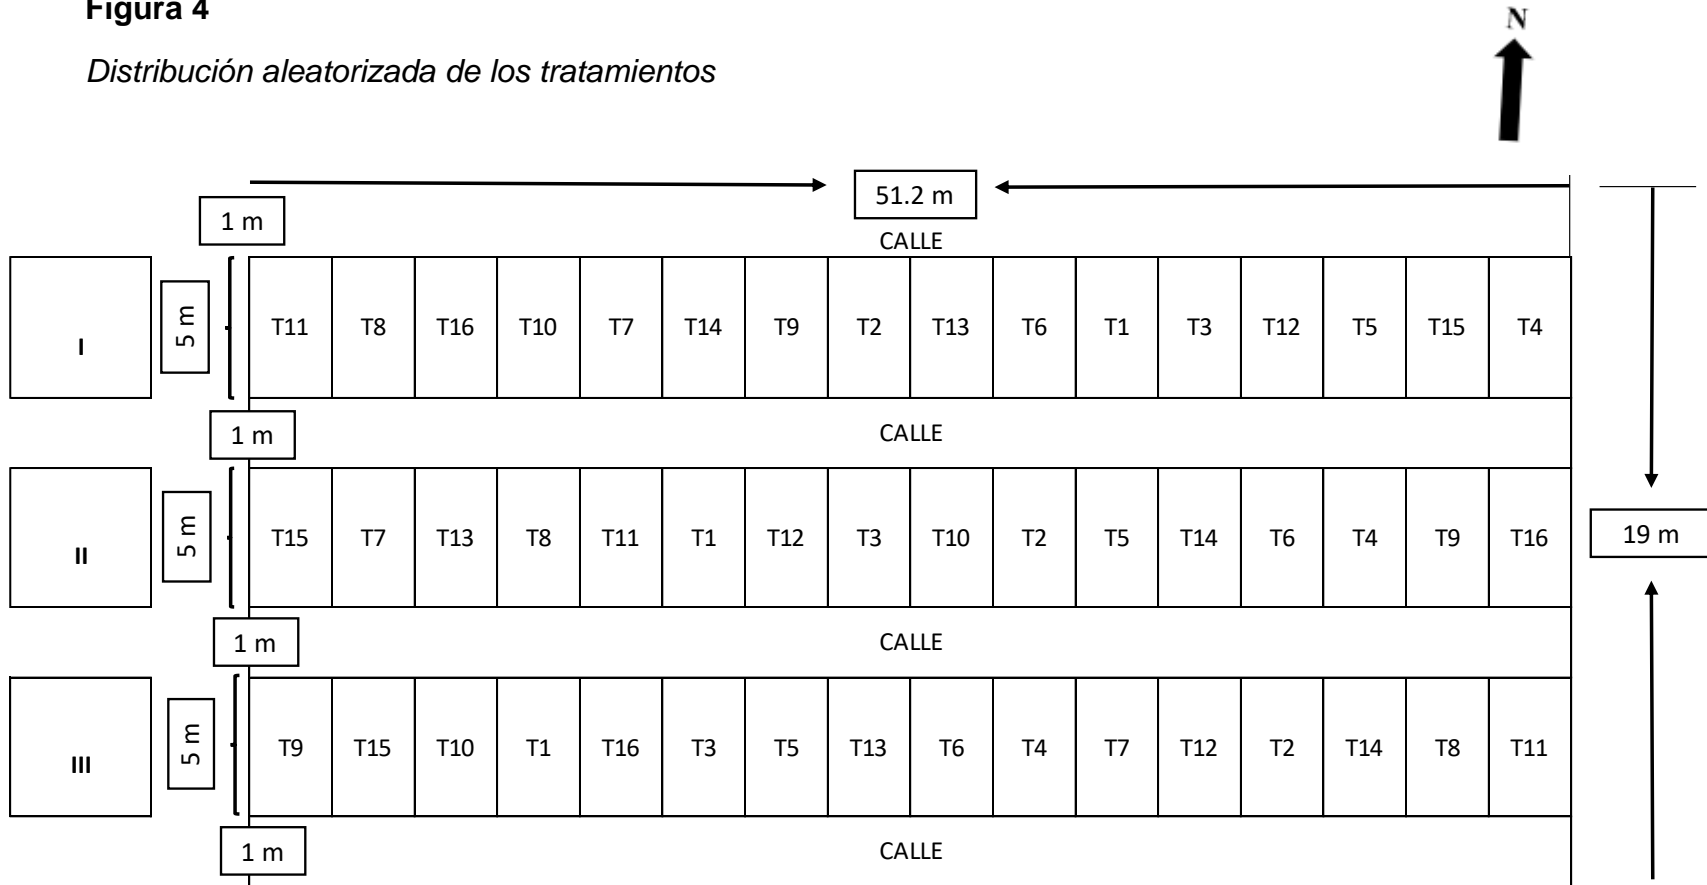 Figura 4
N
Distribución aleatorizada de los tratamientos
51.2 m
1 m
CALLE
I
5 m
T11 T8 T16 T10 T7 T14 T9 T2 T13 T6 T1 T3 T12 T5 T15 T4
1 m
CALLE
II
5 m
T15 T7 T13 T8 T11 T1 T12 T3 T10 T2 T5 T14 T6 T4 T9 T16
19 m
1 m
CALLE
III
5 m
T9 T15 T10 T1 T16 T3 T5 T13 T6 T4 T7 T12 T2 T14 T8 T11
1 m
CALLE